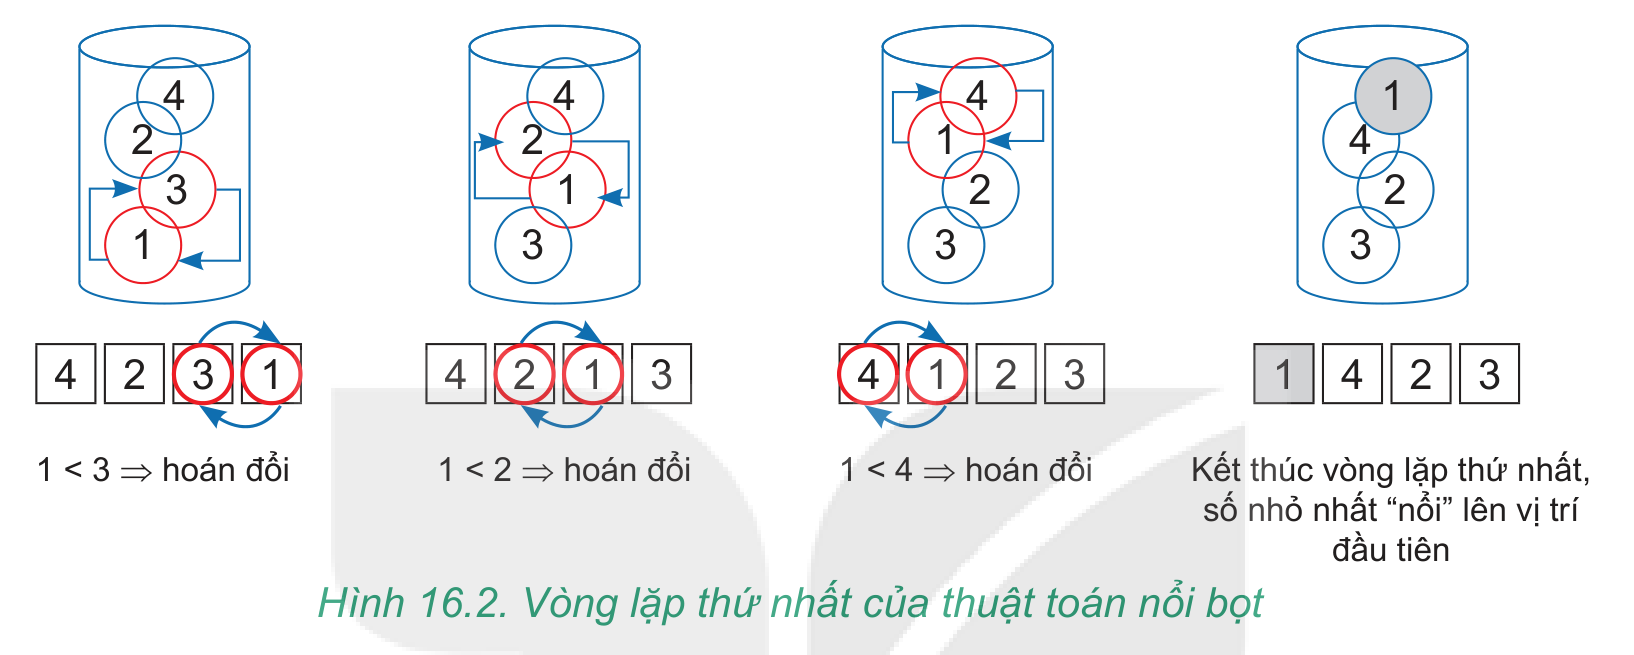 4 4 4 1
2 2 1 4
3 1 2 2
1 3 3 3
4 2 3 1 4 2 1 3 4 1 2 3 1 4 2 3
1 < 3 ⇒ hoán đổi 1 < 2 ⇒ hoán đổi 1 < 4 ⇒ hoán đổi Kết thúc vòng lặp thứ nhất,
số nhỏ nhất “nổi” lên vị trí
đầu tiên
Hình 16.2. Vòng lặp thứ nhất của thuật toán nổi bọt